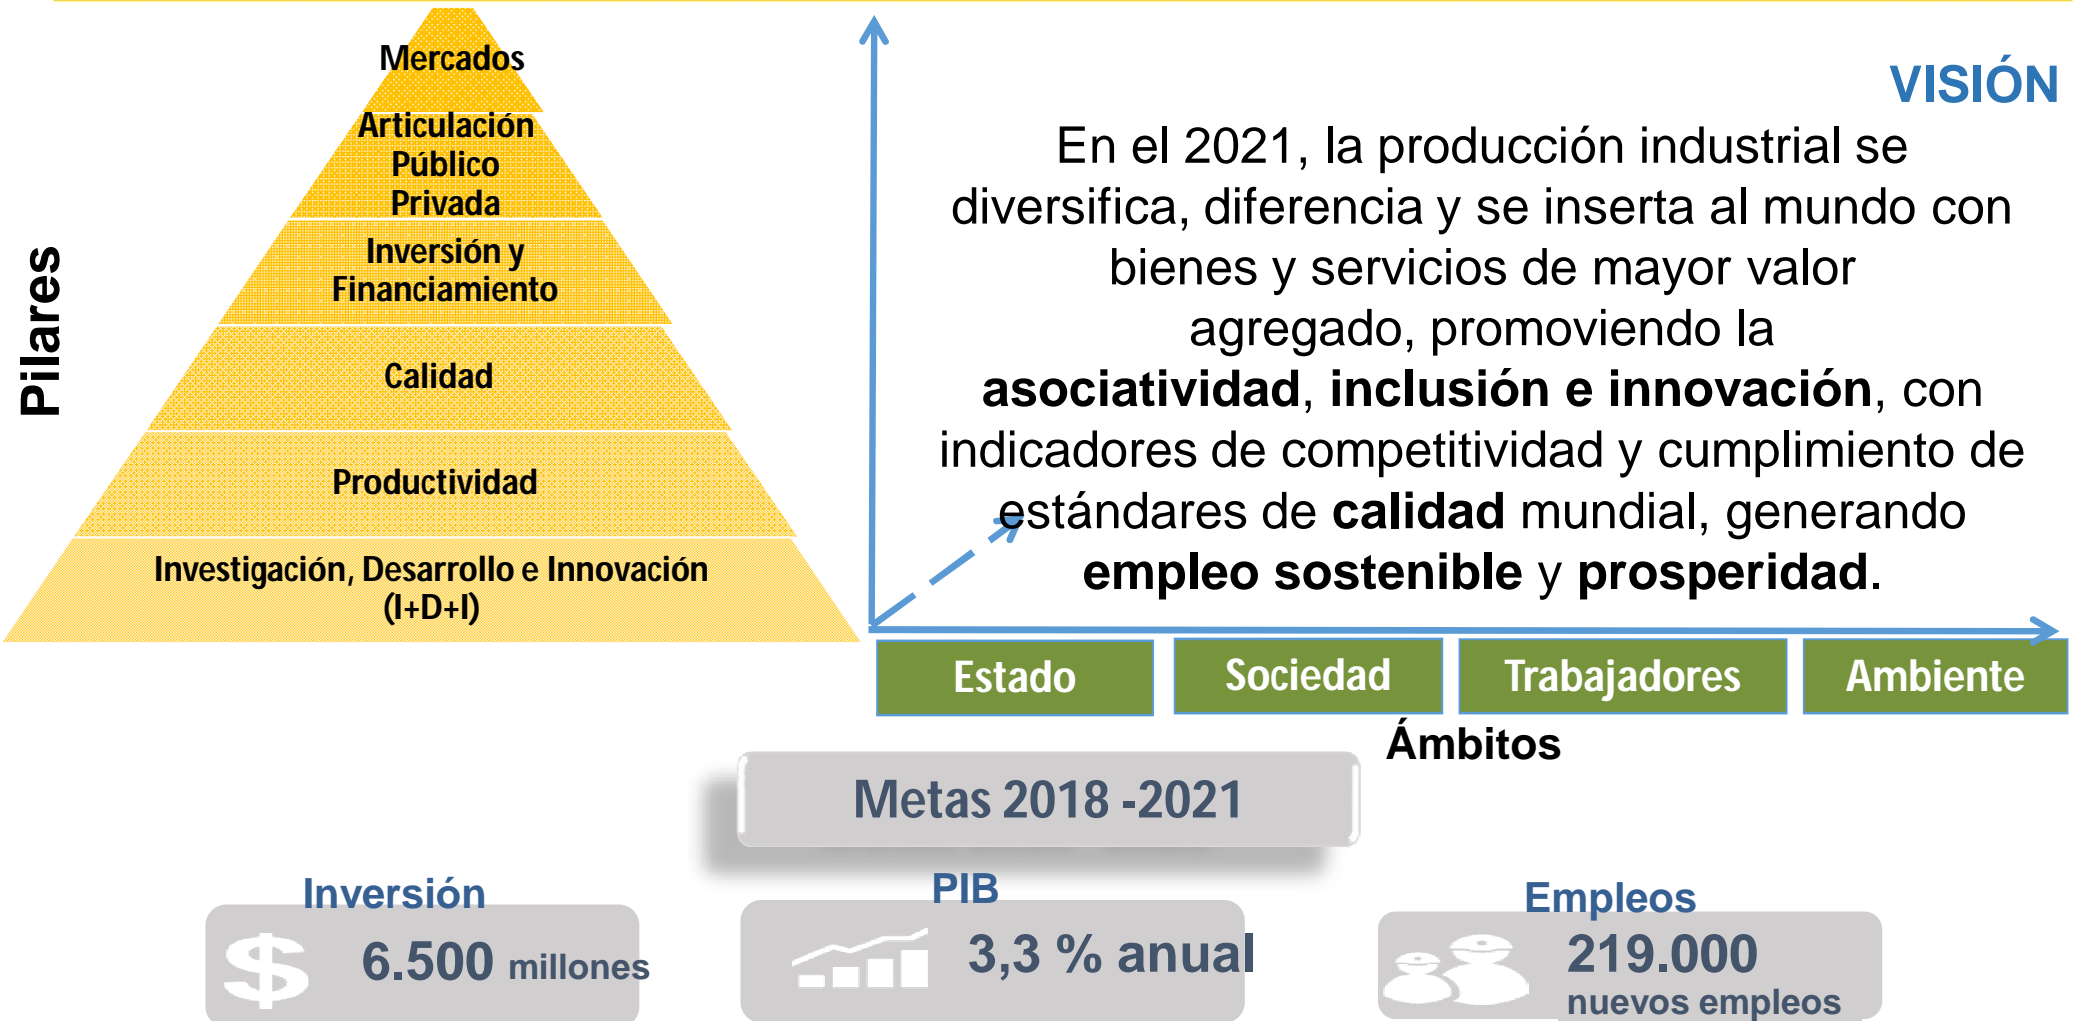 Pilares
Mercados
Articulación
Público
Privada
Inversión y
Financiamiento
Calidad
Productividad
Investigación, Desarrollo e Innovación
(I+D+I)
VISIÓN
En el 2021, la producción industrial se
diversifica, diferencia y se inserta al mundo con
bienes y servicios de mayor valor
agregado, promoviendo la
asociatividad, inclusión e innovación, con
indicadores de competitividad y cumplimiento de
estándares de calidad mundial, generando
empleo sostenible y prosperidad.
Estado
Sociedad
Trabajadores
Ambiente
Ámbitos
Metas 2018 -2021
Inversión
$ 6.500 millones
PIB
3,3 % anual
Empleos
219.000
nuevos empleos